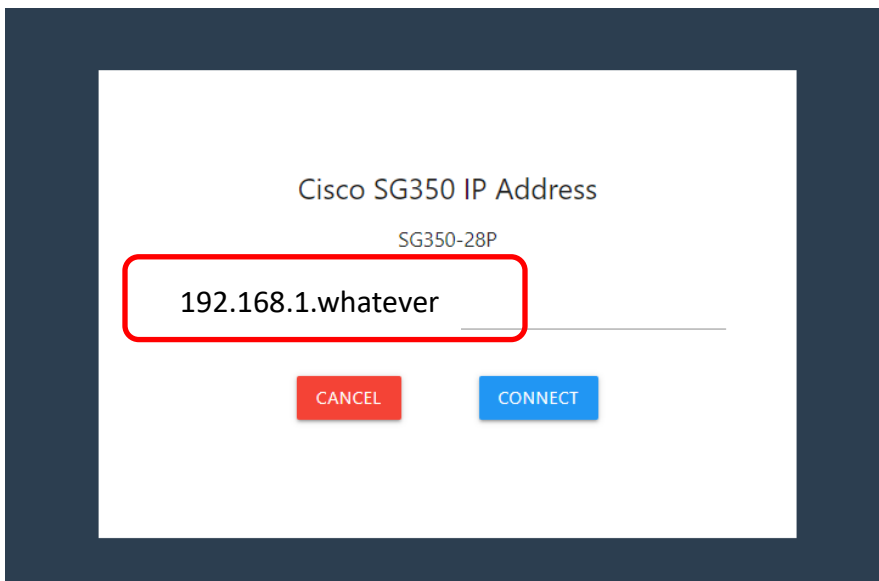 Cisco SG350 IP Address
SG350-28P
192.168.1.whatever
CANCEL CONNECT